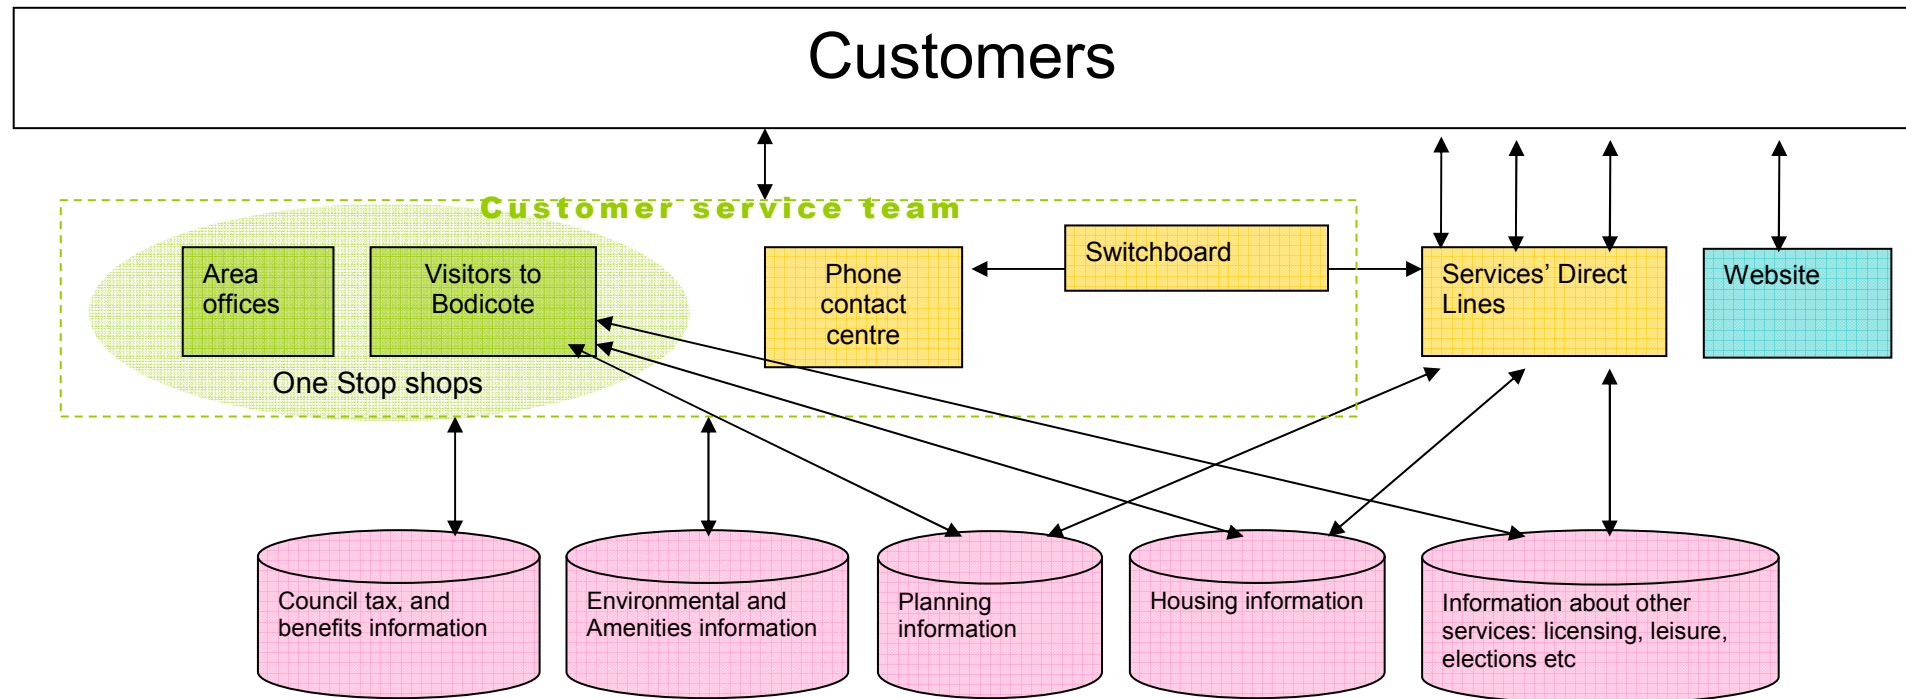 Customers
Customer service team
Area
offices
Visitors to
Bodicote
One Stop shops
Phone
contact
centre
Switchboard
Services’ Direct
Lines
Website
Council tax, and
benefits information
Environmental and
Amenities information
Planning
information
Housing information
Information about other
services: licensing, leisure,
elections etc